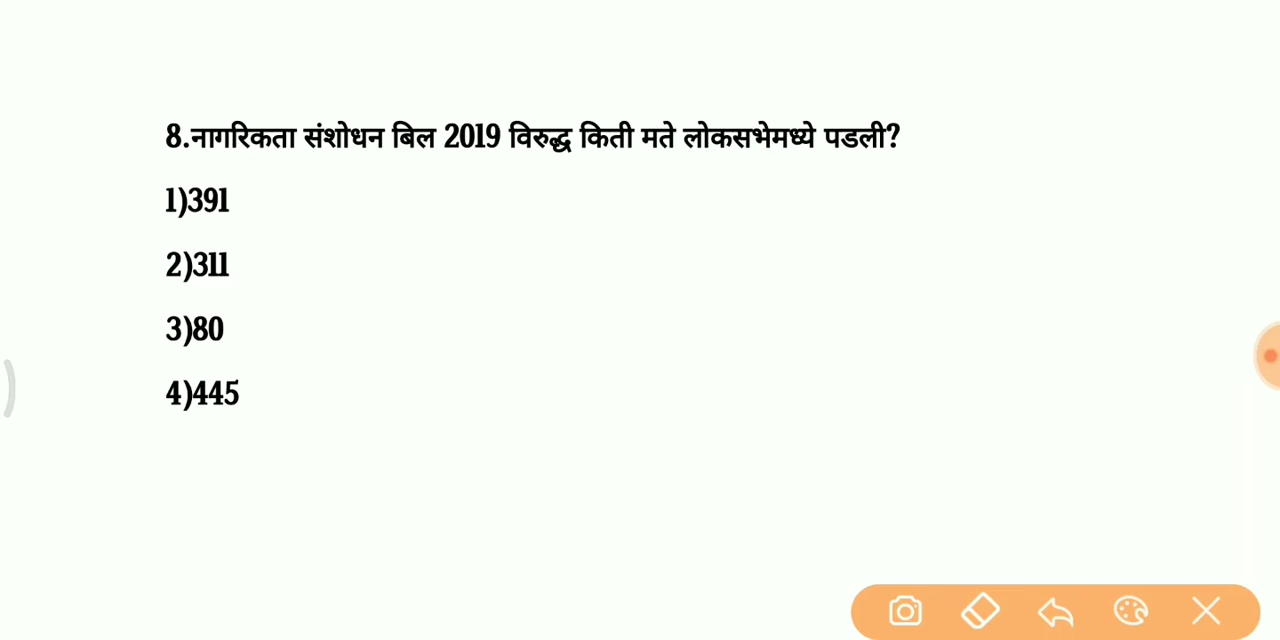 8.नागरिकता संशोधन बिल 2019 विरुद्ध किती मते लोकसभेमध्ये पडली?
1)391
2)311
3)80
4)445